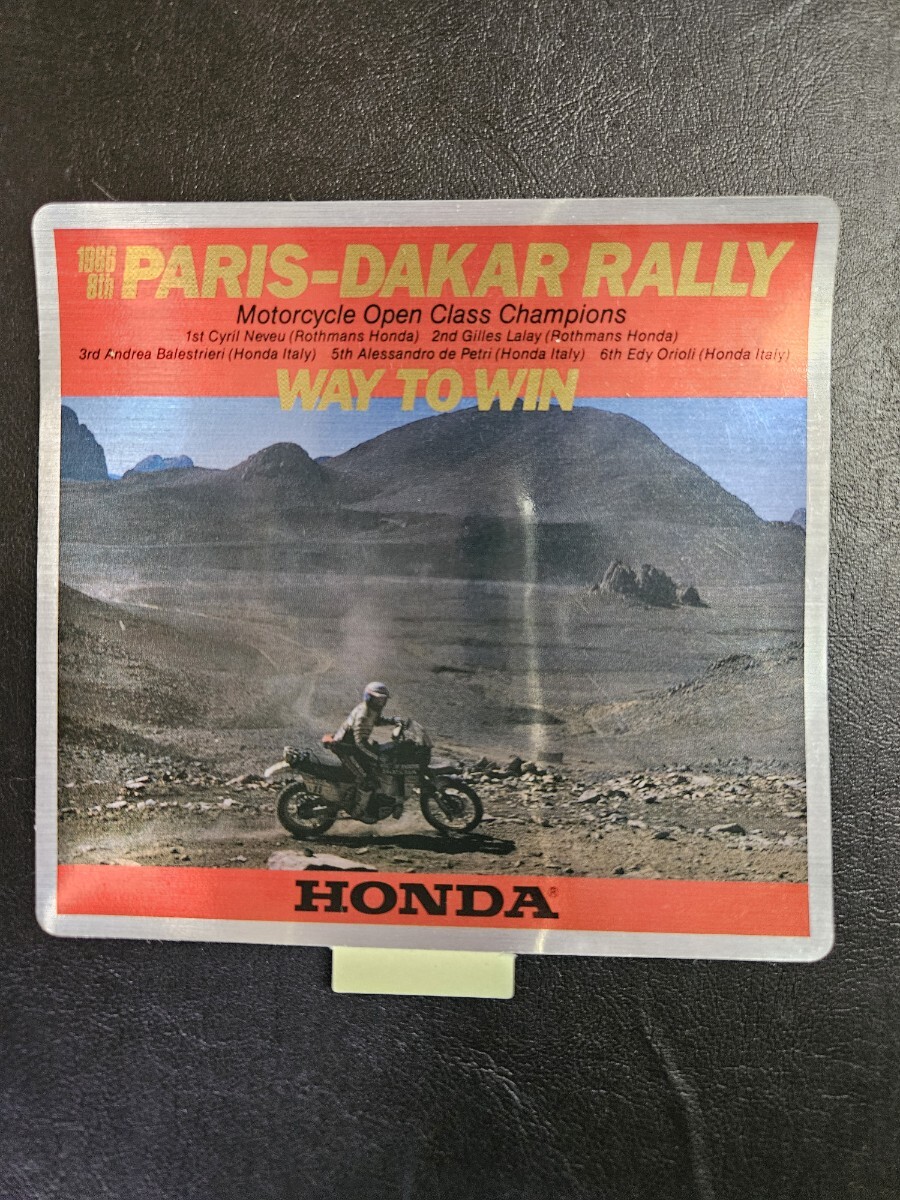 1986
8th
PARIS-DAKAR RALLY
Motorcycle Open Class Champions
1st Cyril Neveu (Rothmans Honda) 2nd Gilles Lalay (Rothmans Honda)
3rd Andrea Balestrieri (Honda Italy) 5th Alessandro de Petri (Honda Italy) 6th Edy Orioli (Honda Italy)
WAY TO WIN
HONDA®